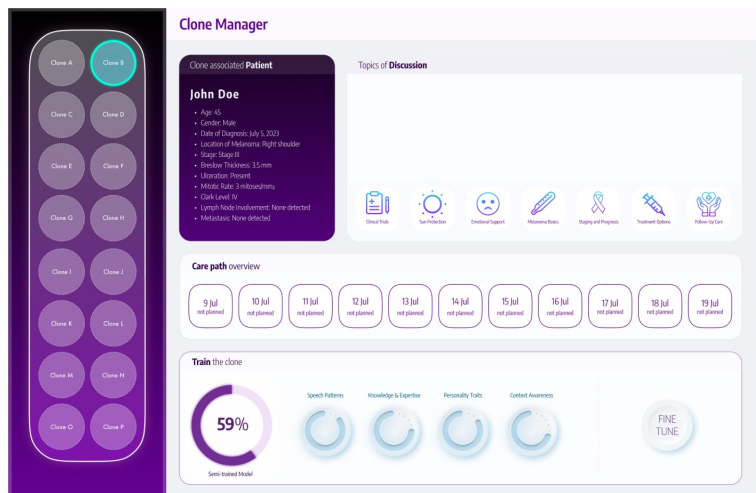 Clone Manager
Clone A
Clone B
Clone C
Clone D
Clone E
Clone F
Clone G
Clone H
Clone I
Clone J
Clone K
Clone L
Clone M
Clone N
Clone O
Clone P
Clone associated Patient
John Doe
• Age: 45
• Gender: Male
• Date of Diagnosis: July 5, 2023
• Location of Melanoma: Right shoulder
• Stage: Stage III
• Breslow Thickness: 3.5 mm
• Ulceration: Present
• Mitotic Rate: 3 mitoses/mm2
• Clark Level IV
• Lymph Node Involvement: None detected
• Metastasis: None detected
Topics of Discussion
Clinical Trials
Sun Protection
Emotional Support
Melanoma Basics
Staging and Prognosis
Treatment Options
Follow-Up Care
Care path overview
9 Jul
not planned
10 Jul
not planned
11 Jul
not planned
12 Jul
not planned
13 Jul
not planned
14 Jul
not planned
15 Jul
not planned
16 Jul
not planned
17 Jul
not planned
18 Jul
not planned
19 Jul
not planned
Train the clone
59%
Semi-trained Model
Speech Patterns
Knowledge & Expertise
Personality Traits
Context Awareness
FINE
TUNE